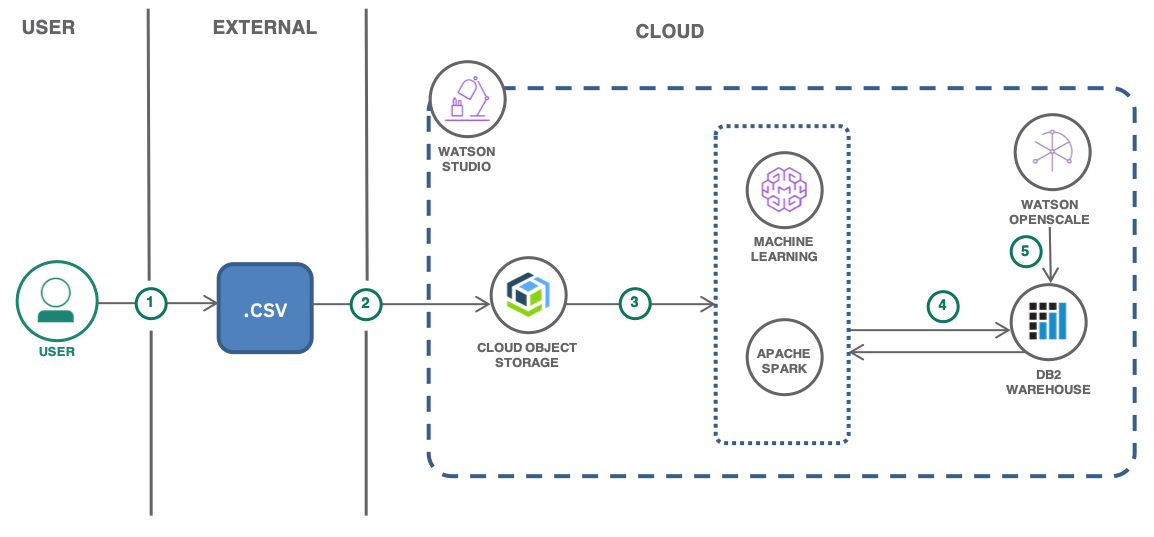 USER
EXTERNAL
CLOUD
WATSON
STUDIO
MACHINE
LEARNING
WATSON
OPENSCALE
5
USER
1
.CSV
2
CLOUD OBJECT
STORAGE
3
APACHE
SPARK
4
DB2
WAREHOUSE